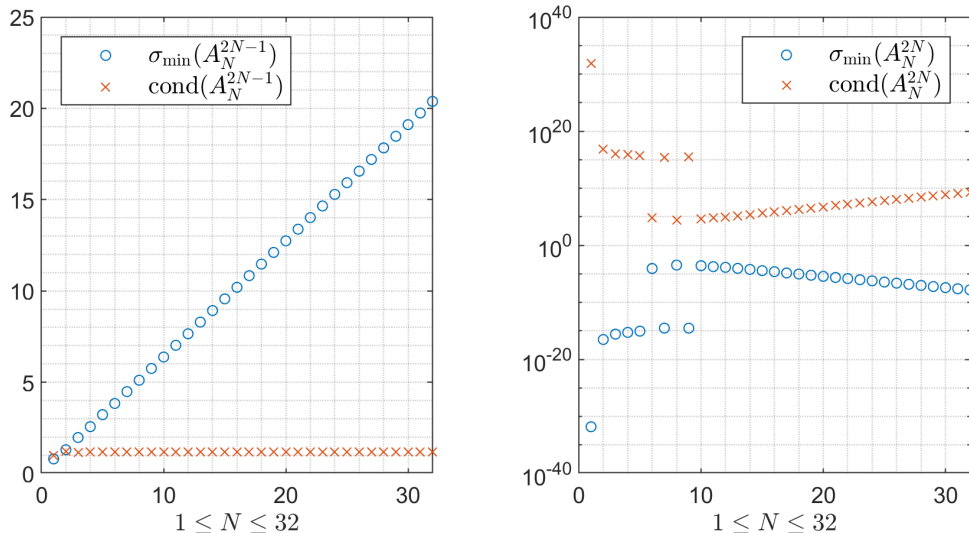 25
20
15
10
5
0
σ_min(A_N^{2N−1})
cond(A_N^{2N−1})
0 10 20 30
1 ≤ N ≤ 32
10^{40}
10^{20}
10^{0}
10^{-20}
10^{-40}
σ_min(A_N^{2N})
cond(A_N^{2N})
0 10 20 30
1 ≤ N ≤ 32